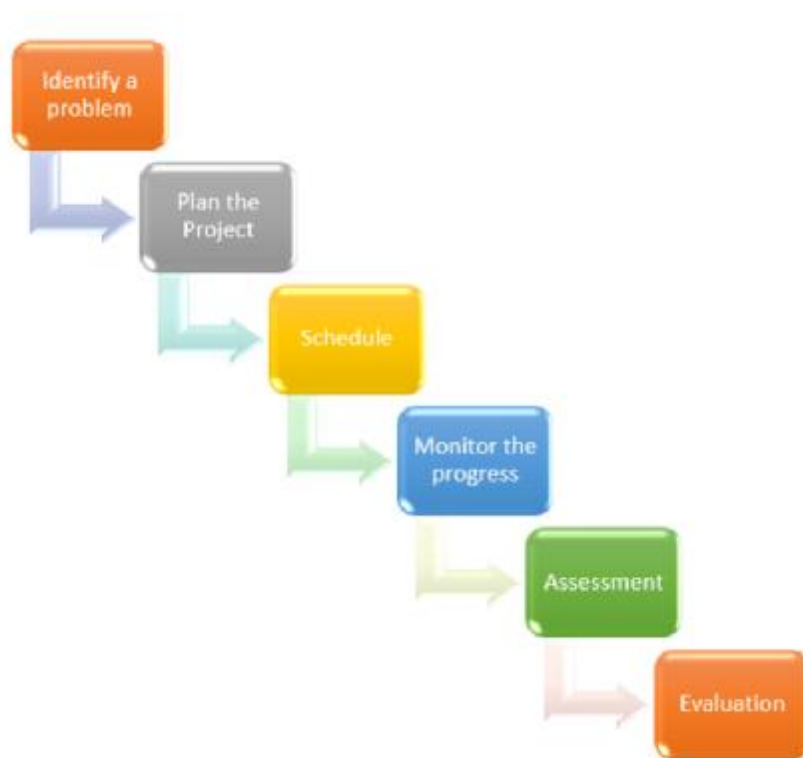 Identify a
problem
Plan the
Project
Schedule
Monitor the
progress
Assessment
Evaluation